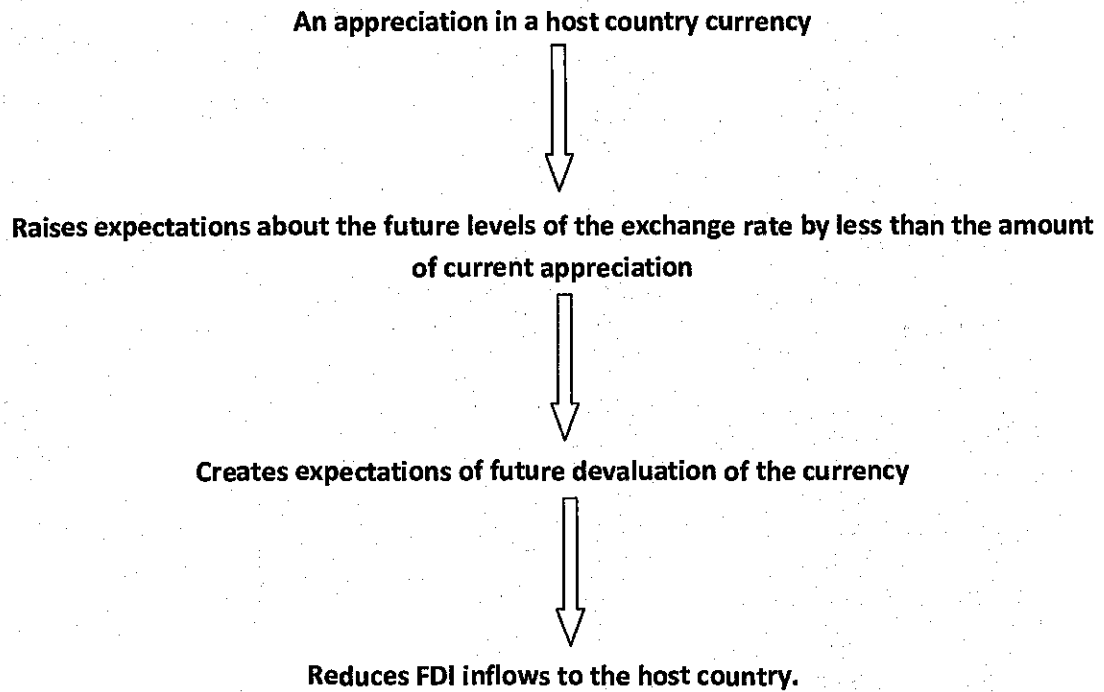 An appreciation in a host country currency
Raises expectations about the future levels of the exchange rate by less than the amount
of current appreciation
Creates expectations of future devaluation of the currency
Reduces FDI inflows to the host country.